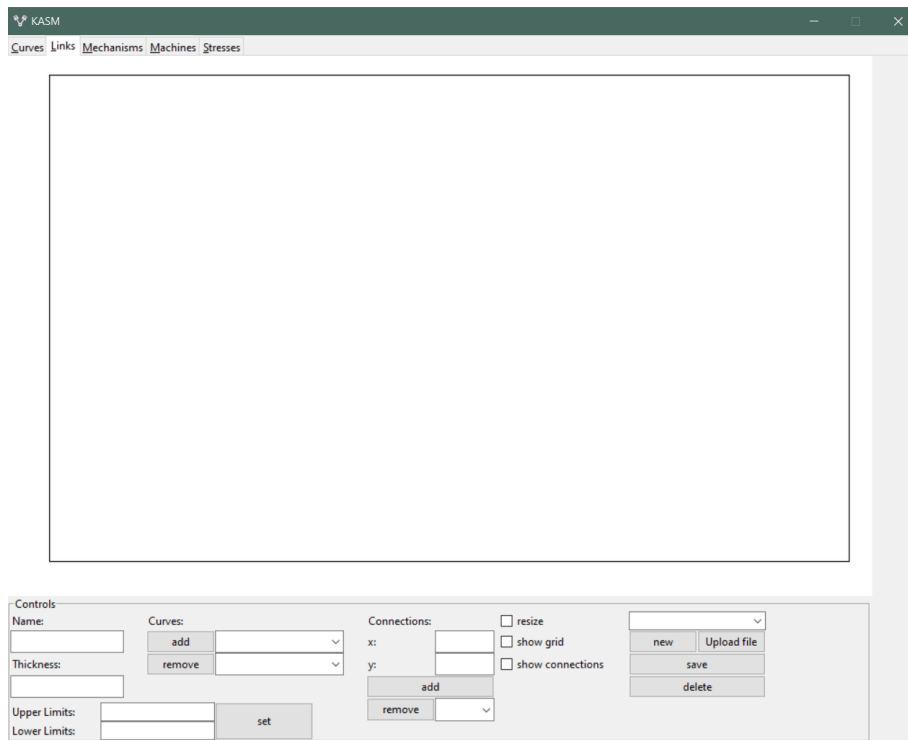 KASM
Curves Links Mechanisms Machines Stresses
Controls
Name: Curves: Connections: resize
add x: show grid new Upload file
Thickness: remove y: show connections save
add delete
Upper Limits: set remove
Lower Limits: